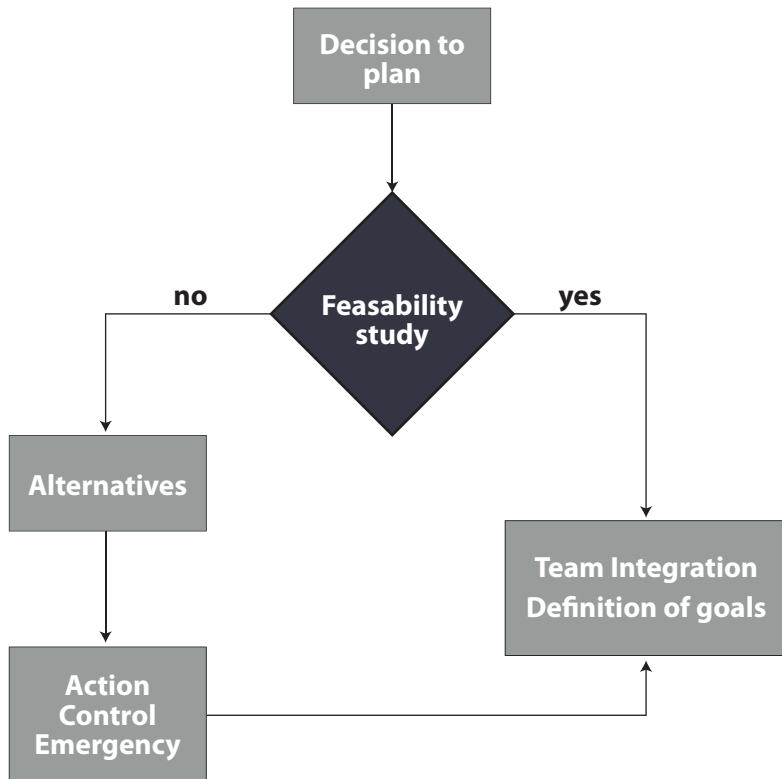 Decision to
plan
no
Feasability
study
yes
Alternatives
Team Integration
Definition of goals
Action
Control
Emergency